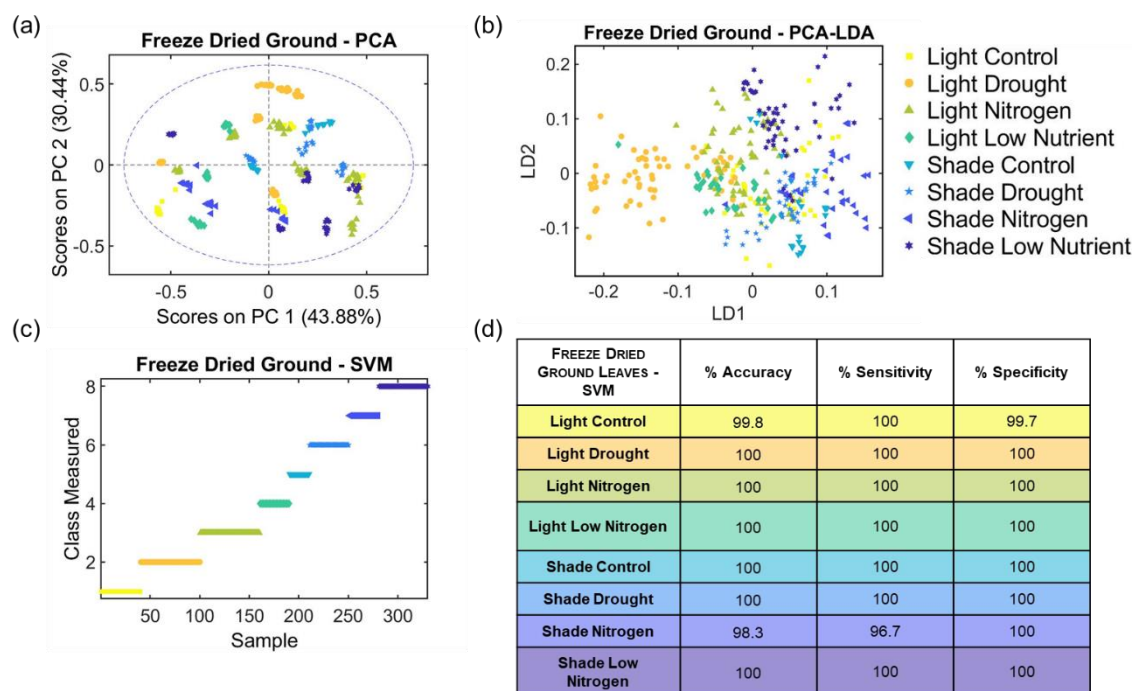 (a)
Freeze Dried Ground - PCA
Scores on PC 2 (30.44%)
0.5
0
-0.5
-0.5
0
0.5
Scores on PC 1 (43.88%)
(b)
Freeze Dried Ground - PCA-LDA
LD2
0.2
0.1
0
-0.1
-0.2
-0.1
0
0.1
LD1
Light Control
Light Drought
Light Nitrogen
Light Low Nutrient
Shade Control
Shade Drought
Shade Nitrogen
Shade Low Nutrient
(c)
Freeze Dried Ground - SVM
Class Measured
8
6
4
2
50
100
150
200
250
300
Sample
(d)
FREEZE DRIED
GROUND LEAVES -
SVM
% Accuracy
% Sensitivity
% Specificity
Light Control
99.8
100
99.7
Light Drought
100
100
100
Light Nitrogen
100
100
100
Light Low Nitrogen
100
100
100
Shade Control
100
100
100
Shade Drought
100
100
100
Shade Nitrogen
98.3
96.7
100
Shade Low
Nitrogen
100
100
100